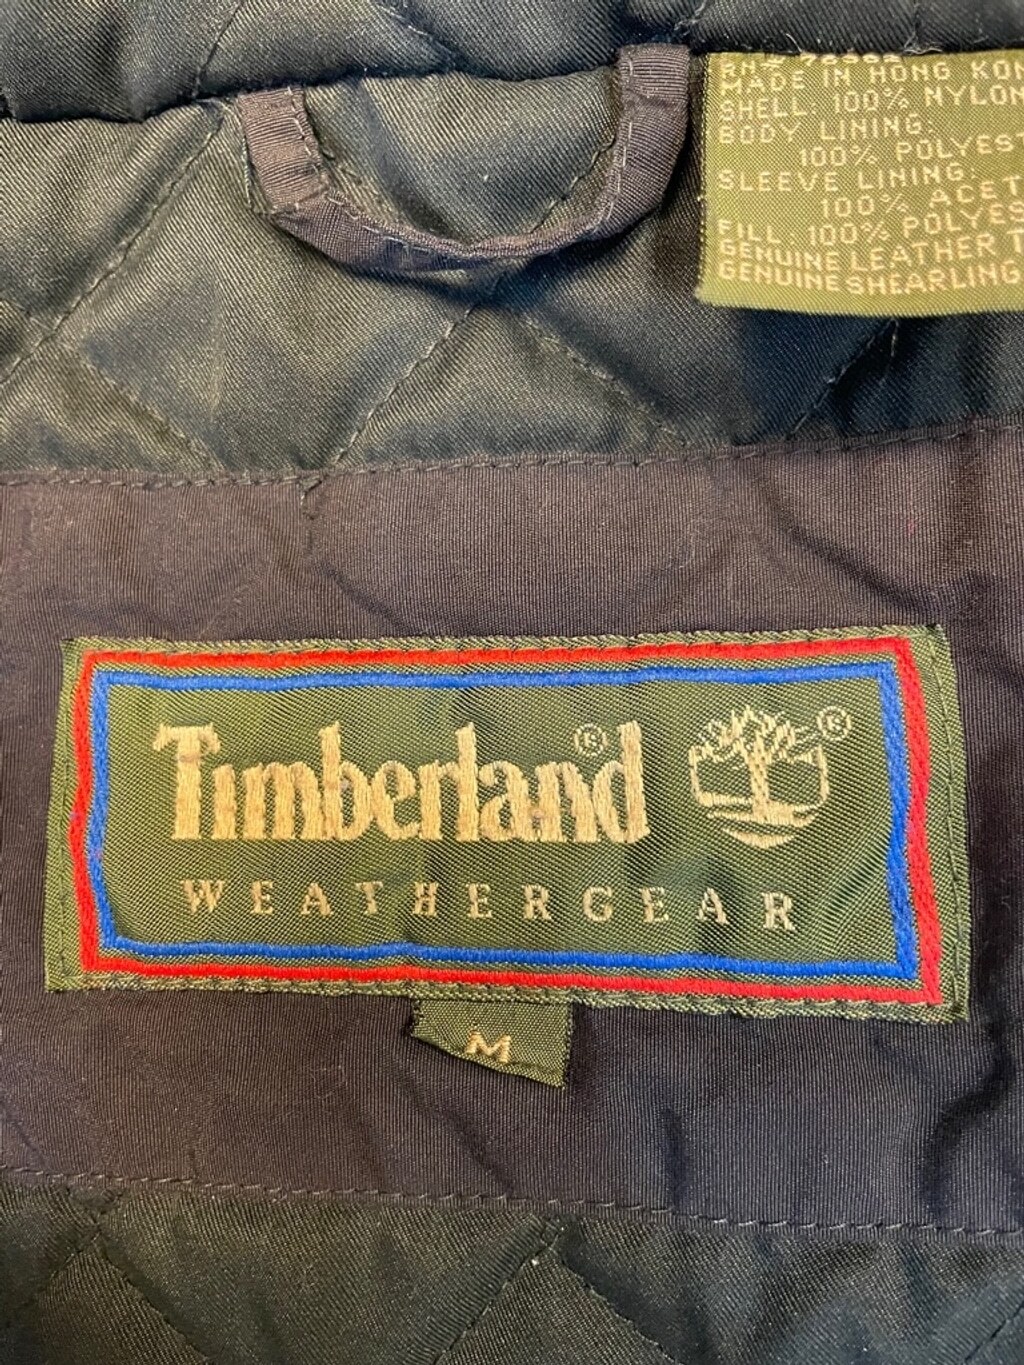 MADE IN HONG KON
SHELL: 100% NYLON
BODY LINING:
100% POLYEST
SLEEVE LINING:
100% ACET
FILL: 100% POLYES
GENUINE LEATHER T
GENUINE SHEARLING
Timberland®
®
WEATHERGEAR
M